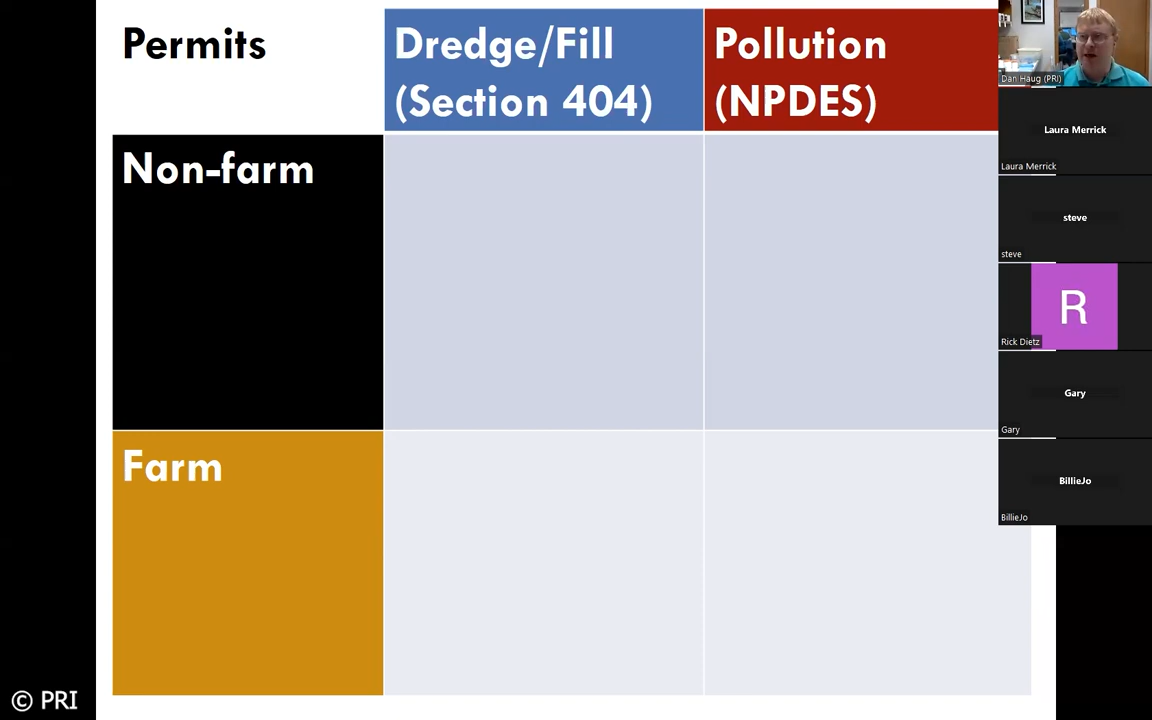 Permits
Dredge/Fill
(Section 404)
Pollution
(NPDES)
Non-farm
Farm
Dan Haug (PRI)
Laura Merrick
Laura Merrick
steve
steve
R
Rick Dietz
Gary
Gary
BillieJo
BillieJo
© PRI